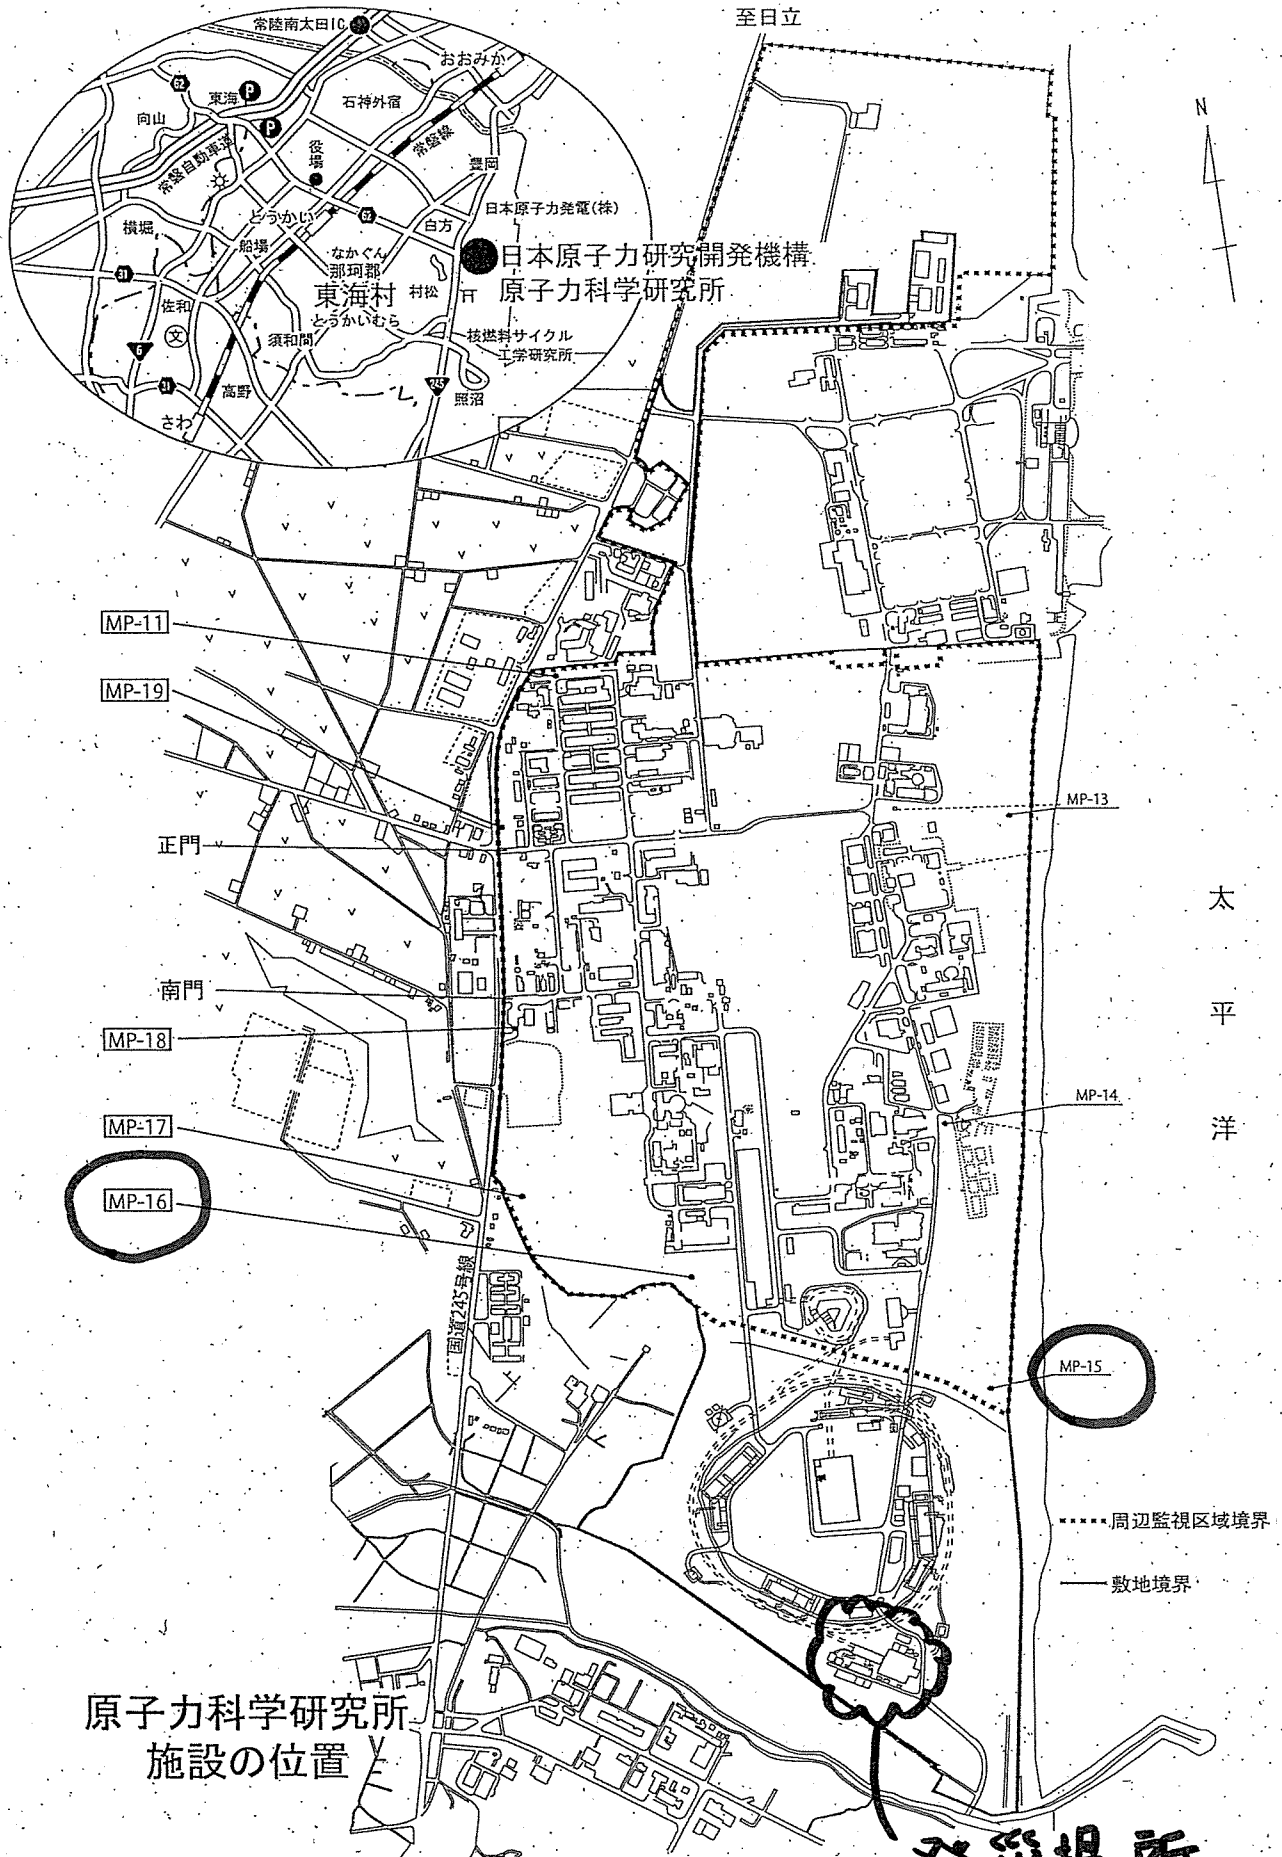 至日立
常陸南太田IC
おおみか
62
東海
P
石神外宿
向山
P
常磐線
役場
常磐自動車道
豊岡
とうかい
62
日本原子力発電(株)
横堀
白方
船場
なかぐん
那珂郡
日本原子力研究開発機構
原子力科学研究所
31
東海村
村松
とうかいむら
佐和
文
須和間
核燃料サイクル
工学研究所
6
31
高野
245
照沼
さわ
N
MP-11
MP-19
MP-13
正門
太平洋
南門
MP-18
MP-14
MP-17
MP-16
国道245号線
MP-15
周辺監視区域境界
敷地境界
原子力科学研究所
施設の位置